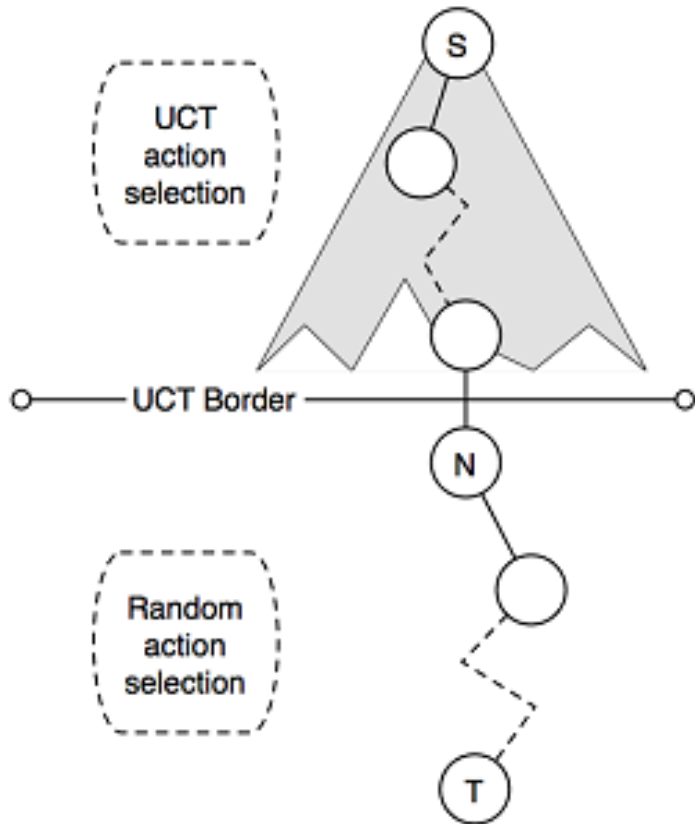 S
UCT
action
selection
UCT Border
N
Random
action
selection
T